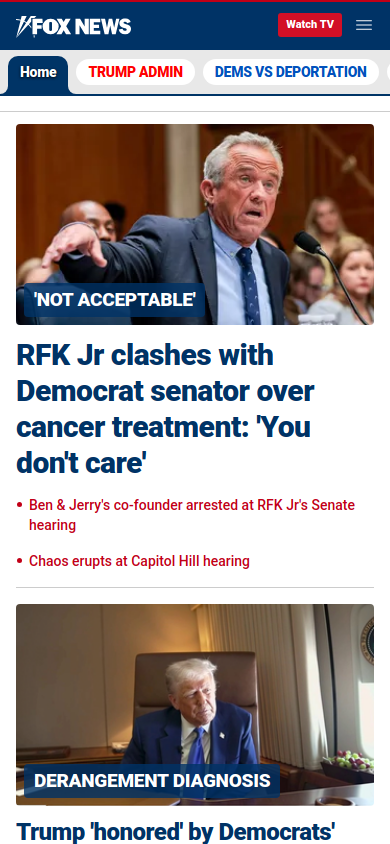 FOX NEWS
Watch TV
Home
TRUMP ADMIN
DEMS VS DEPORTATION
'NOT ACCEPTABLE'
RFK Jr clashes with
Democrat senator over
cancer treatment: 'You
don't care'
• Ben & Jerry's co-founder arrested at RFK Jr's Senate
hearing
• Chaos erupts at Capitol Hill hearing
DERANGEMENT DIAGNOSIS
Trump 'honored' by Democrats'